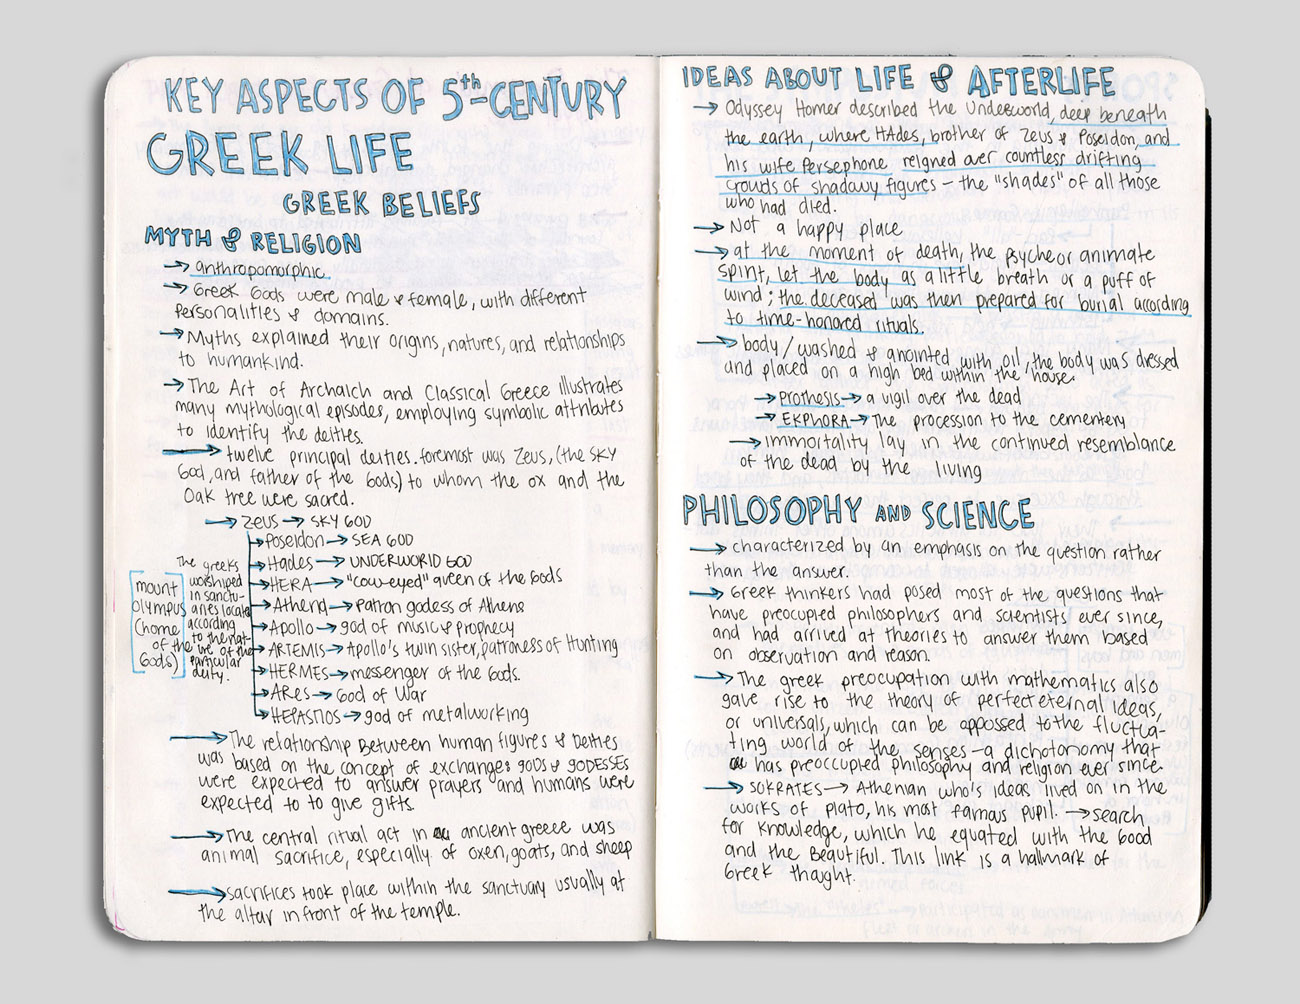 KEY ASPECTS OF 5th-CENTURY
GREEK LIFE
GREEK BELIEFS
MYTH & RELIGION
→ Anthropomorphic
→ Greek Gods were male & female, with different
personalities & domains.
→ Myths explained their origins, natures, and relationships
to humankind.
→ The Art of Archaich and Classical Greece illustrates
many mythological episodes, employing symbolic attributes
to identify the deities.
→ twelve principal deities. foremost was Zeus, (the SKY
God, and father of the Gods) to whom the ox and the
Oak tree were sacred.
→ Zeus → SKY GOD
→ Poseidon → SEA GOD
→ Hades → UNDERWORLD GOD
→ HERA → "cow-eyed" queen of the Gods
→ Athena → Patron godess of Athens
→ Apollo → god of music & prophecy
→ ARTEMIS → Apollo's twin sister, patroness of Hunting
→ HERMES → messenger of the Gods.
→ ARes → God of War
→ HEPASTIOS → god of metalworking
The greeks
worshiped
in sanctu-
aries locate
according
to the nat-
ure of the
particular
deity.
mount
Olympus
(home
of the
Gods)
→ The relationship Between human figures & Deities
was based on the concept of exchange: gods & godesses
were expected to answer prayers and humans were
expected to to give gifts.
→ The central ritual act in ancient greece was
animal sacrifice, especially of oxen, goats, and sheep
→ sacrifices took place within the sanctuary usually at
the altar infront of the temple.
IDEAS ABOUT LIFE & AFTERLIFE
→ Odyssey Homer described the Underworld, deep beneath
the earth, where HAdes, brother of Zeus & Poseidon, and
his wife Persephone reigned over countless drifting
crowds of shadowy figures - the "shades" of all those
who had died.
→ Not a happy place
→ at the moment of death, the psyche or animate
spirit, let the body as a little breath or a puff of
wind; the deceased was then prepared for burial according
to time-honored rituals.
→ body/washed & anointed with oil, the body was dressed
and placed on a high bed within the house.
→ Prothesis → a vigil over the dead
→ EKPHORA → The procession to the cementery
→ immortality lay in the continued resemblance
of the dead by the living
PHILOSOPHY AND SCIENCE
→ characterized by an emphasis on the question rather
than the answer.
→ Greek thinkers had posed most of the questions that
have preocupied philosophers and scientists ever since,
and had arrived at theories to answer them based
on observation and reason.
→ The greek preocupation with mathematics also
gave rise to the theory of perfect eternal ideas,
or universals, which can be apposed to the fluctua-
ting world of the senses - a dichotonomy that
has preoccupied philosophy and religion ever since.
→ SOKRATES → Athenian who's ideas lived on in the
works of Plato, his most famous pupil. → search
for knowledge, which he equated with the Good
and the Beautiful. This link is a hallmark of
Greek thought.